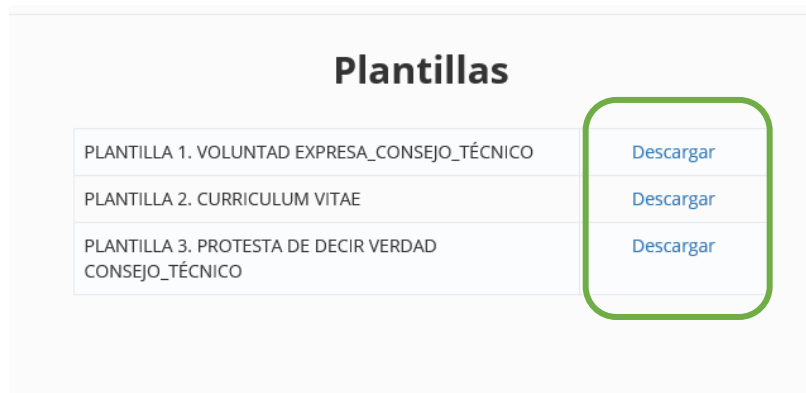 Plantillas
PLANTILLA 1. VOLUNTAD EXPRESA_CONSEJO_TÉCNICO Descargar
PLANTILLA 2. CURRICULUM VITAE Descargar
PLANTILLA 3. PROTESTA DE DECIR VERDAD Descargar
CONSEJO_TÉCNICO